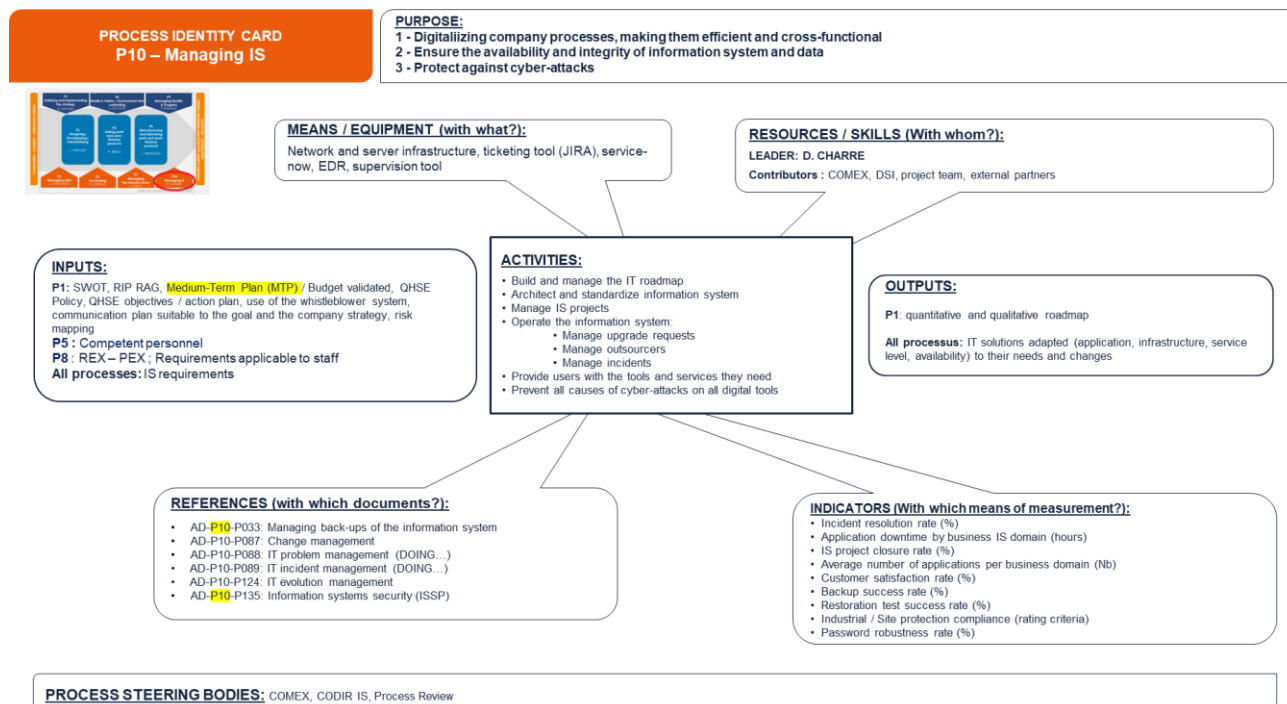 PROCESS IDENTITY CARD
P10 – Managing IS
PURPOSE:
1 - Digitaliizing company processes, making them efficient and cross-functional
2 - Ensure the availability and integrity of information system and data
3 - Protect against cyber-attacks
MEANS / EQUIPMENT (with what?):
Network and server infrastructure, ticketing tool (JIRA), service-
now, EDR, supervision tool
RESOURCES / SKILLS (With whom?):
LEADER: D. CHARRE
Contributors : COMEX, DSI, project team, external partners
INPUTS:
P1: SWOT, RIP RAG, Medium-Term Plan (MTP) / Budget validated, QHSE
Policy, QHSE objectives / action plan, use of the whistleblower system,
communication plan suitable to the goal and the company strategy, risk
mapping
P5 : Competent personnel
P8 : REX – PEX ; Requirements applicable to staff
All processes: IS requirements
ACTIVITIES:
• Build and manage the IT roadmap
• Architect and standardize information system
• Manage IS projects
• Operate the information system:
• Manage upgrade requests
• Manage outsourcers
• Manage incidents
• Provide users with the tools and services they need
• Prevent all causes of cyber-attacks on all digital tools
OUTPUTS:
P1: quantitative and qualitative roadmap
All processus: IT solutions adapted (application, infrastructure, service
level, availability) to their needs and changes
REFERENCES (with which documents?):
• AD-P10-P033: Managing back-ups of the information system
• AD-P10-P087: Change management
• AD-P10-P088: IT problem management (DOING…)
• AD-P10-P089: IT incident management (DOING…)
• AD-P10-P124: IT evolution management
• AD-P10-P135: Information systems security (ISSP)
INDICATORS (With which means of measurement?):
• Incident resolution rate (%)
• Application downtime by business IS domain (hours)
• IS project closure rate (%)
• Average number of applications per business domain (Nb)
• Customer satisfaction rate (%)
• Backup success rate (%)
• Restoration test success rate (%)
• Industrial / Site protection compliance (rating criteria)
• Password robustness rate (%)
PROCESS STEERING BODIES: COMEX, CODIR IS, Process Review